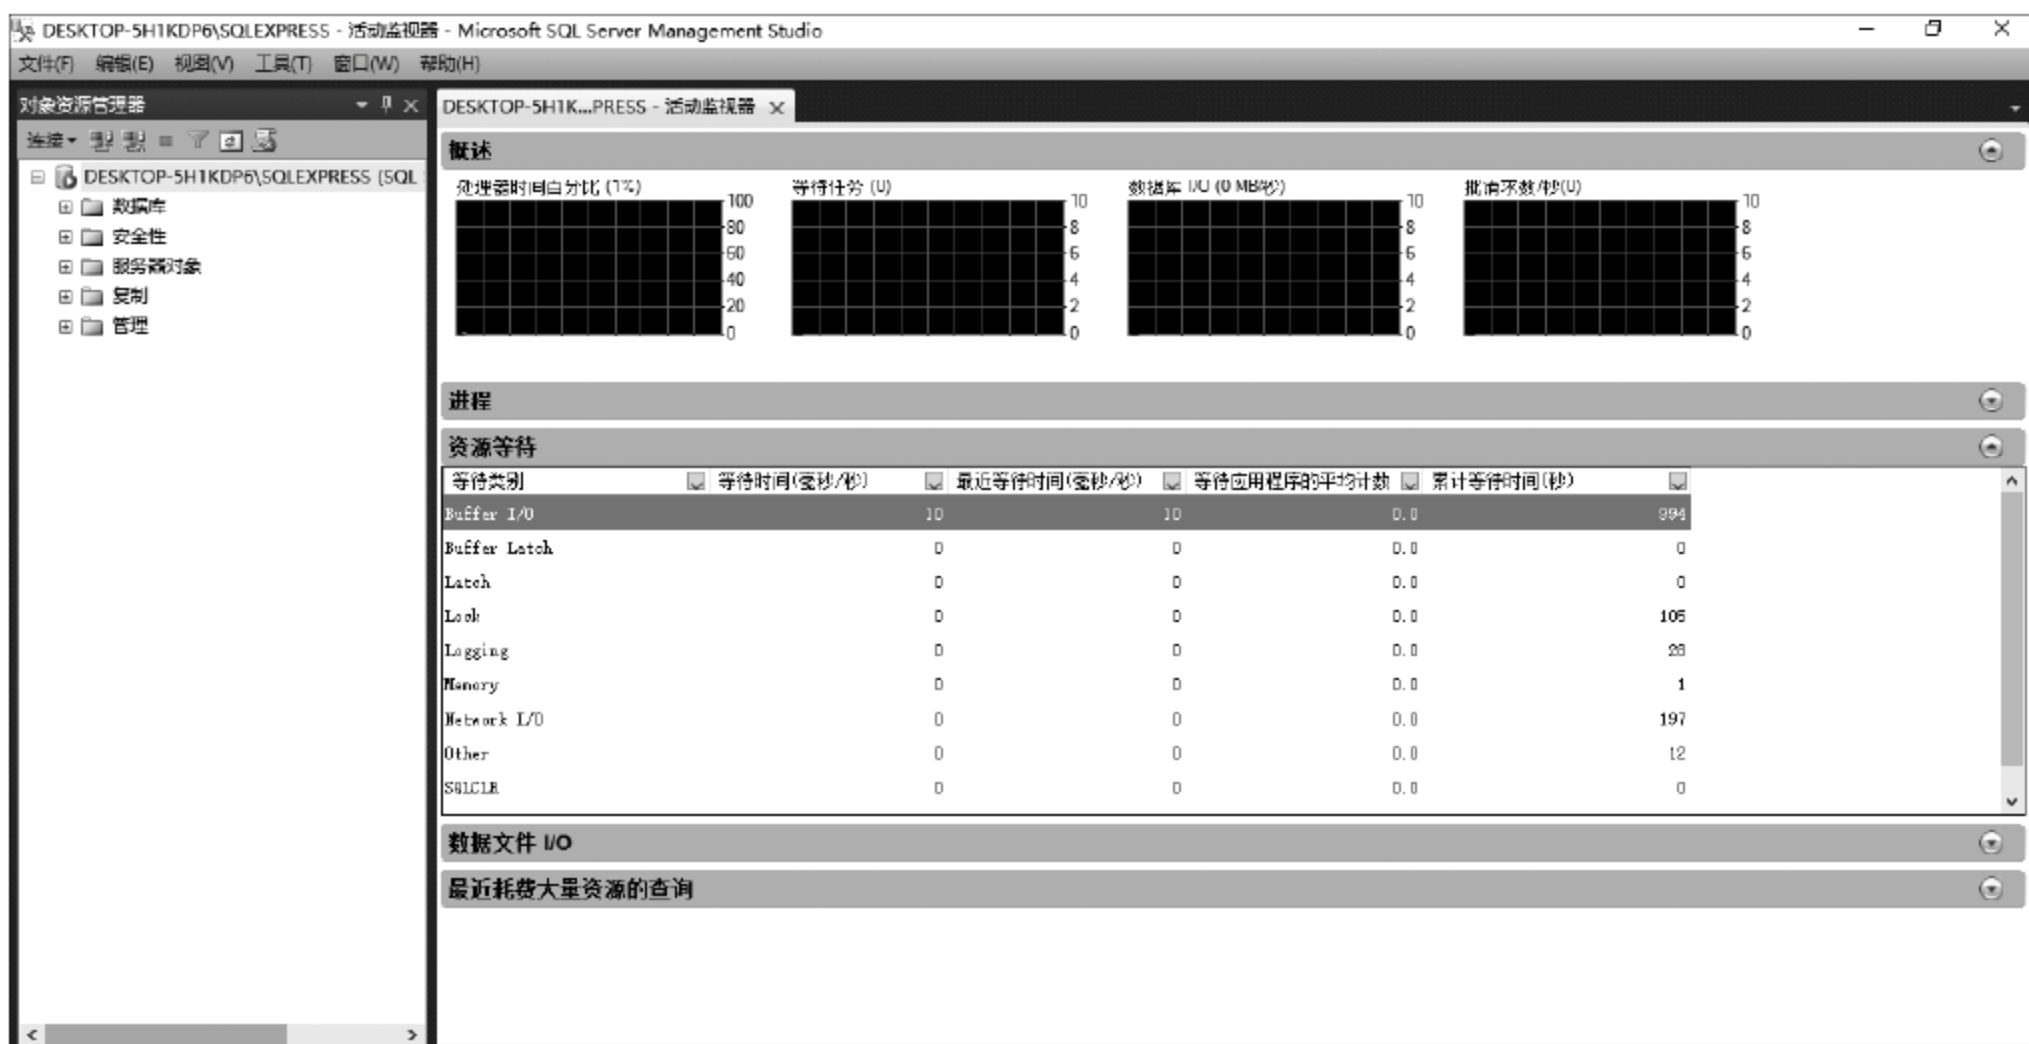 DESKTOP-5H1KDP6\SQLEXPRESS - 活动监视器 - Microsoft SQL Server Management Studio
文件(F) 编辑(E) 视图(V) 工具(T) 窗口(W) 帮助(H)
对象资源管理器
DESKTOP-5H1K...PRESS - 活动监视器
连接
DESKTOP-5H1KDP6\SQLEXPRESS (SQL
数据库
安全性
服务器对象
复制
管理
概述
处理器时间百分比 (1%)
100
80
60
40
20
0
等待任务 (0)
10
8
6
4
2
0
数据库 I/O (0 MB/秒)
10
8
6
4
2
0
批请求数/秒(0)
10
8
6
4
2
0
进程
资源等待
等待类别 等待时间(毫秒/秒) 最近等待时间(毫秒/秒) 等待应用程序的平均计数 累计等待时间(秒)
Buffer I/O 10 10 0.0 994
Buffer Latch 0 0 0.0 0
Latch 0 0 0.0 0
Lock 0 0 0.0 105
Logging 0 0 0.0 28
Memory 0 0 0.0 1
Network I/O 0 0 0.0 197
Other 0 0 0.0 12
SQLCLR 0 0 0.0 0
数据文件 I/O
最近耗费大量资源的查询